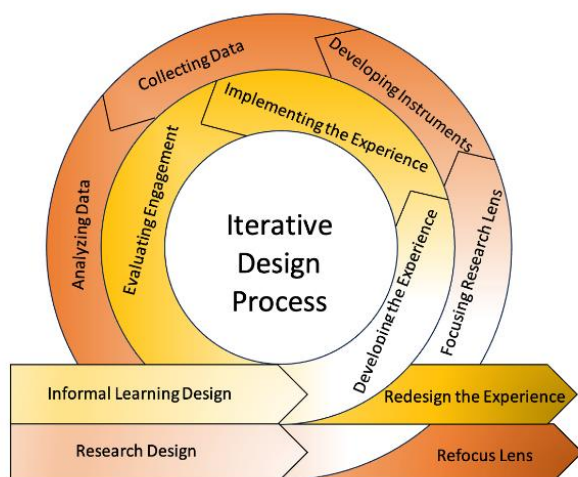 Collecting Data
Developing Instruments
Implementing the Experience
Analyzing Data
Evaluating Engagement
Iterative
Design
Process
Developing the Experience
Focusing Research Lens
Informal Learning Design
Redesign the Experience
Research Design
Refocus Lens